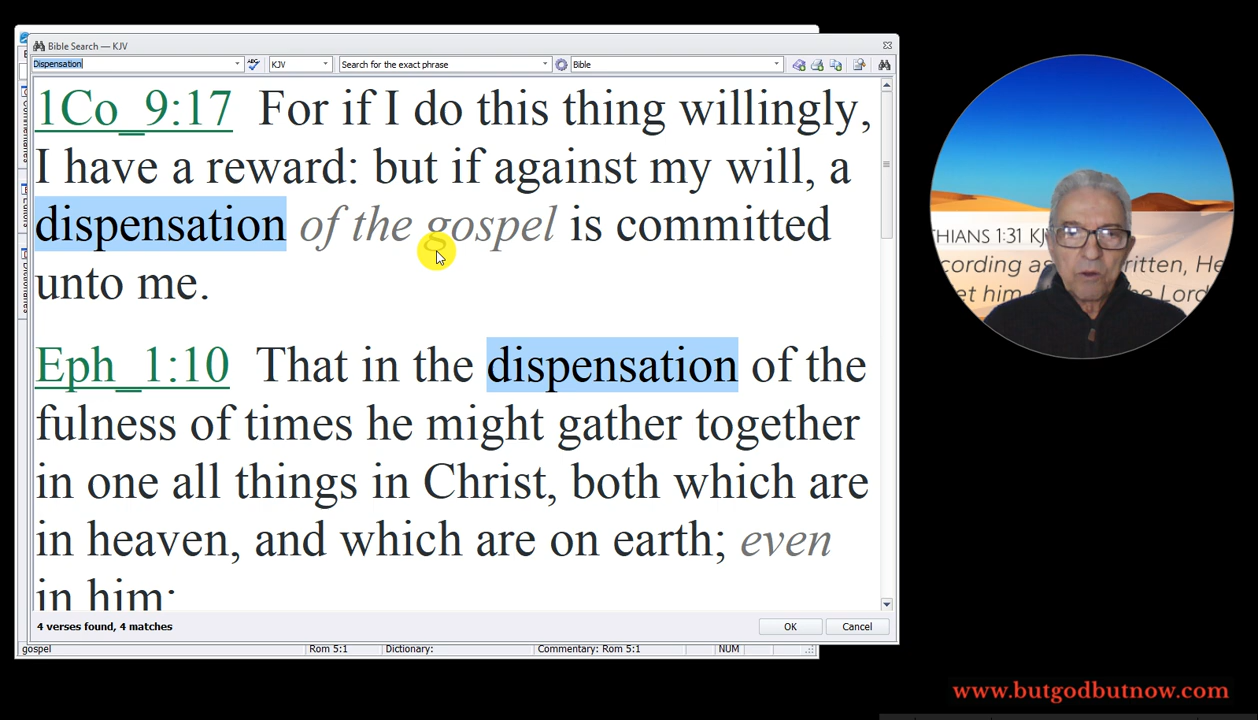 Bible Search — KJV
Dispensation
ABC
KJV
Search for the exact phrase
Bible
1Co_9:17 For if I do this thing willingly,
I have a reward: but if against my will, a
dispensation of the gospel is committed
unto me.
Eph_1:10 That in the dispensation of the
fulness of times he might gather together
in one all things in Christ, both which are
in heaven, and which are on earth; even
in him:
4 verses found, 4 matches
OK
Cancel
gospel
Rom 5:1
Dictionary:
Commentary: Rom 5:1
NUM
THIANS 1:31 KJ
cording as ritten, He
et him he Lord
www.butgodbutnow.com